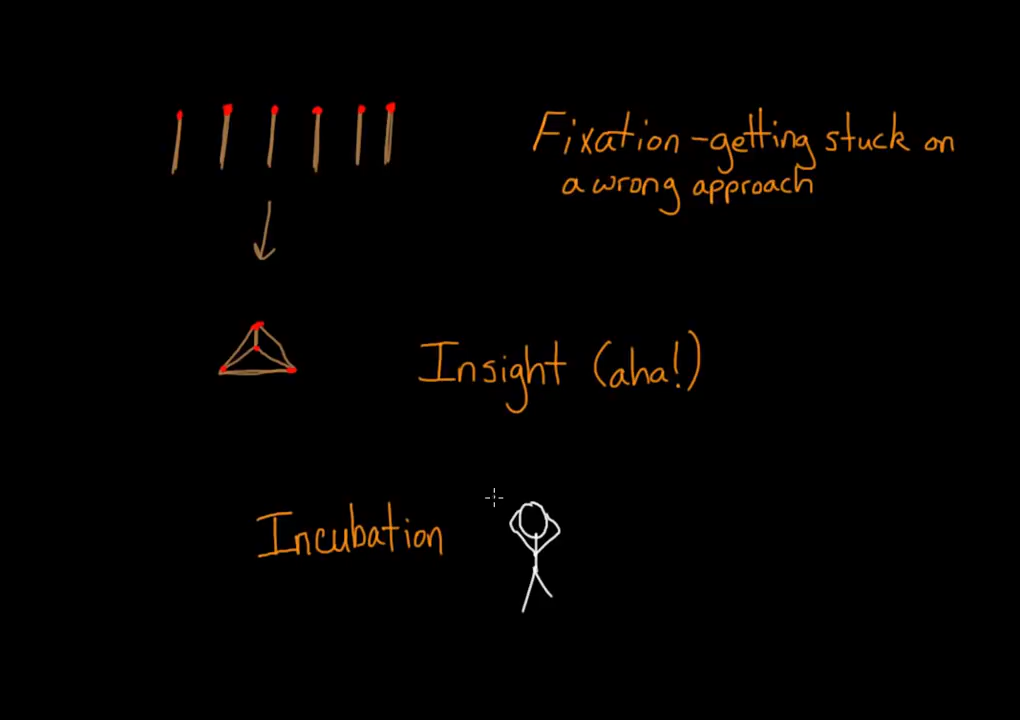 Fixation - getting stuck on
a wrong approach
Insight (aha!)
Incubation